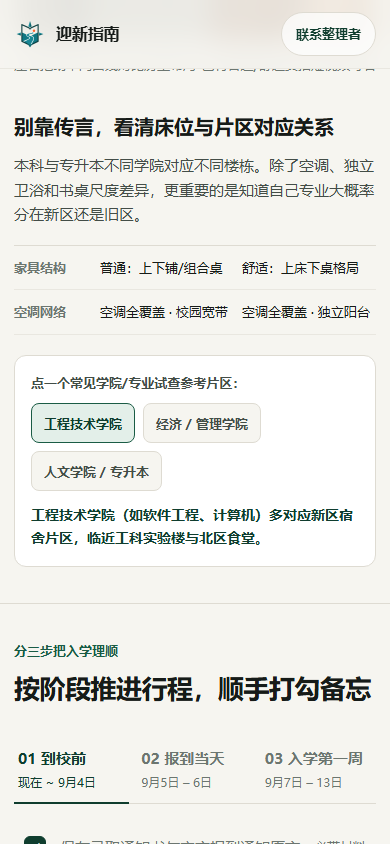 迎新指南
联系整理者
别靠传言，看清床位与片区对应关系
本科与专升本不同学院对应不同楼栋。除了空调、独立
卫浴和书桌尺度差异，更重要的是知道自己专业大概率
分在新区还是旧区。
家具结构 普通：上下铺/组合桌 舒适：上床下桌格局
空调网络 空调全覆盖 · 校园宽带 空调全覆盖 · 独立阳台
点一个常见学院/专业试查参考片区：
工程技术学院 经济 / 管理学院
人文学院 / 专升本
工程技术学院（如软件工程、计算机）多对应新区宿
舍片区，临近工科实验楼与北区食堂。
分三步把入学理顺
按阶段推进行程，顺手打勾备忘
01 到校前 02 报到当天 03 入学第一周
现在 ~ 9月4日 9月5日 – 6日 9月7日 – 13日